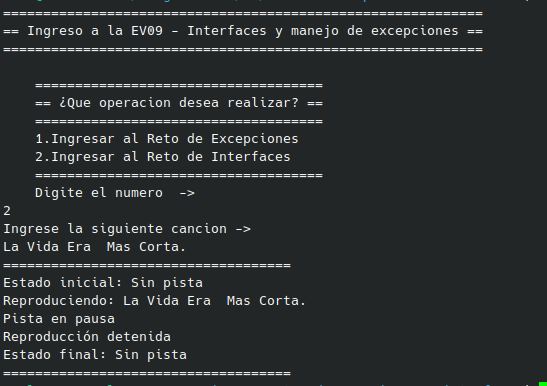 ============================================================
== Ingreso a la EV09 - Interfaces y manejo de excepciones ==
============================================================
====================================
== ¿Que operacion desea realizar? ==
====================================
1.Ingresar al Reto de Excepciones
2.Ingresar al Reto de Interfaces
====================================
Digite el numero  ->
2
Ingrese la siguiente cancion ->
La Vida Era  Mas Corta.
====================================
Estado inicial: Sin pista
Reproduciendo: La Vida Era  Mas Corta.
Pista en pausa
Reproducción detenida
Estado final: Sin pista
====================================